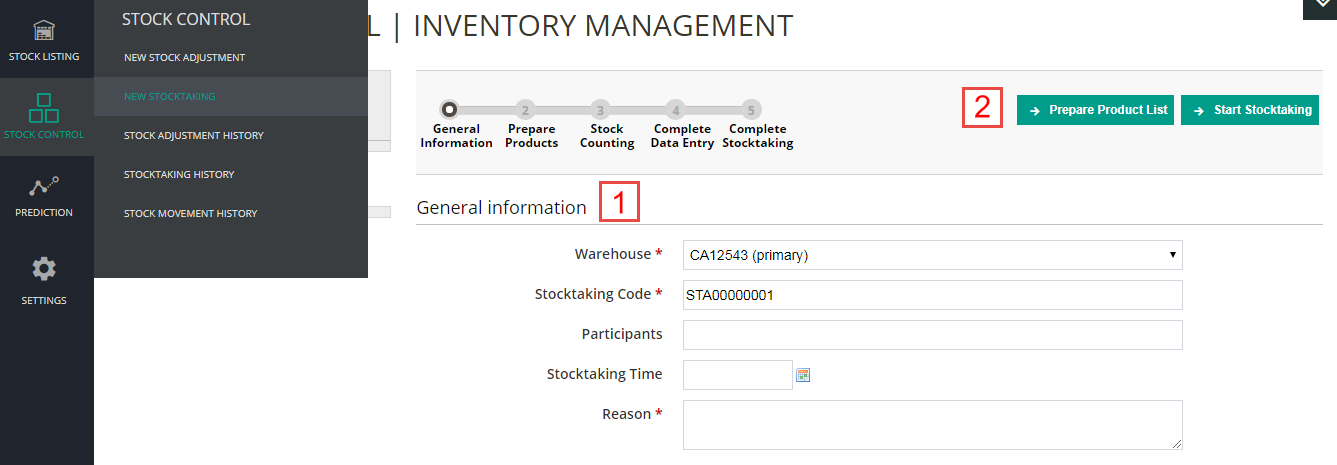 STOCK LISTING
STOCK CONTROL
PREDICTION
SETTINGS
STOCK CONTROL
NEW STOCK ADJUSTMENT
NEW STOCKTAKING
STOCK ADJUSTMENT HISTORY
STOCKTAKING HISTORY
STOCK MOVEMENT HISTORY
L | INVENTORY MANAGEMENT
2 3 4 5
General Information
Prepare Products
Stock Counting
Complete Data Entry
Complete Stocktaking
2
Prepare Product List
Start Stocktaking
General information 1
Warehouse * CA12543 (primary)
Stocktaking Code * STA00000001
Participants
Stocktaking Time
Reason *